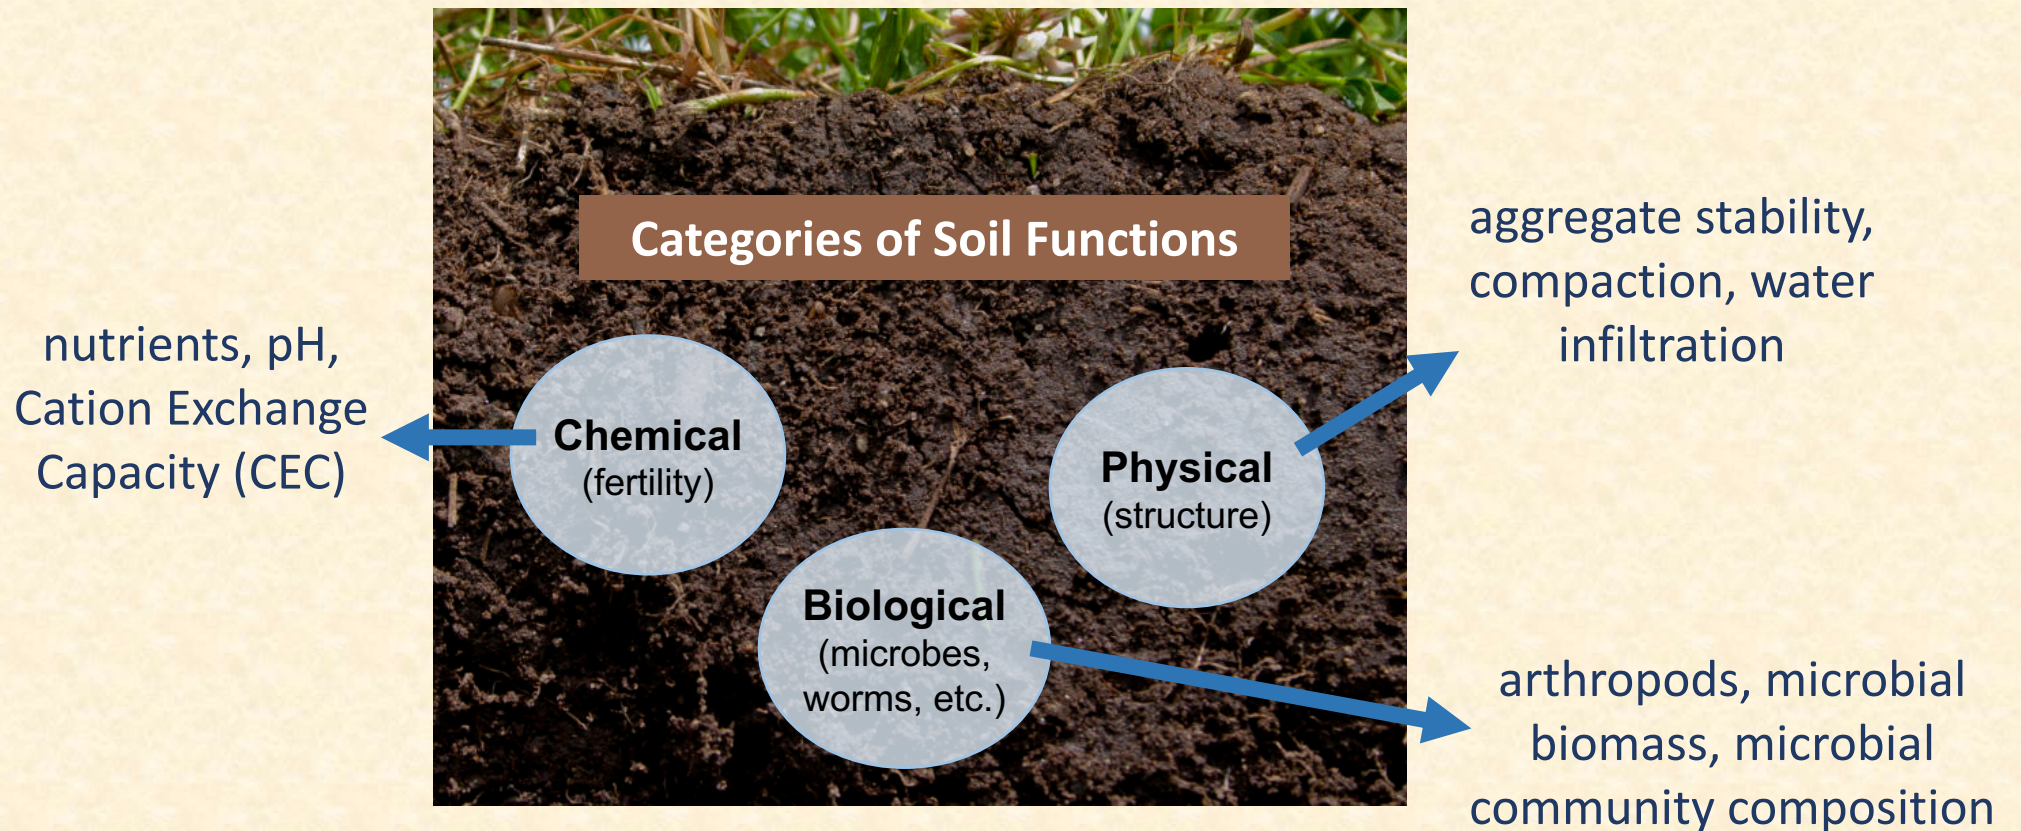 Categories of Soil Functions
nutrients, pH,
Cation Exchange
Capacity (CEC)
Chemical
(fertility)
Biological
(microbes,
worms, etc.)
Physical
(structure)
aggregate stability,
compaction, water
infiltration
arthropods, microbial
biomass, microbial
community composition